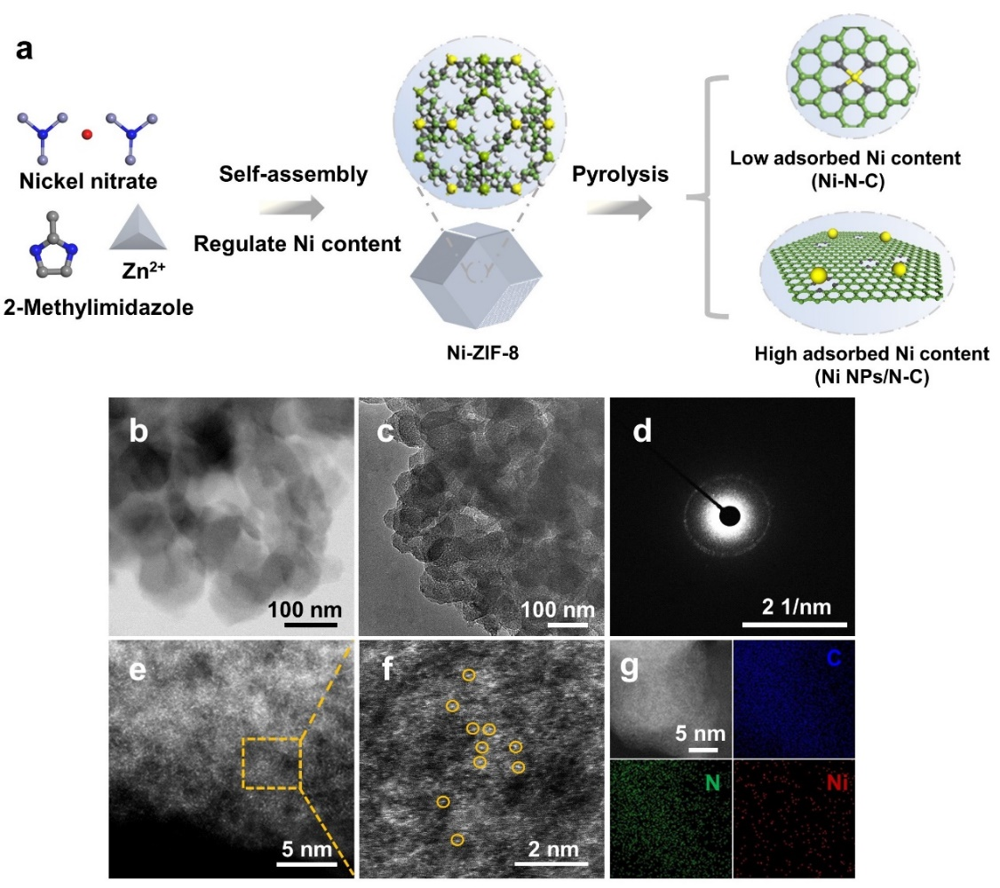 a
Nickel nitrate
Zn2+
2-Methylimidazole
Self-assembly
Regulate Ni content
Ni-ZIF-8
Pyrolysis
Low adsorbed Ni content
(Ni-N-C)
High adsorbed Ni content
(Ni NPs/N-C)
b
100 nm
c
100 nm
d
2 1/nm
e
5 nm
f
2 nm
g
5 nm
C
N
Ni